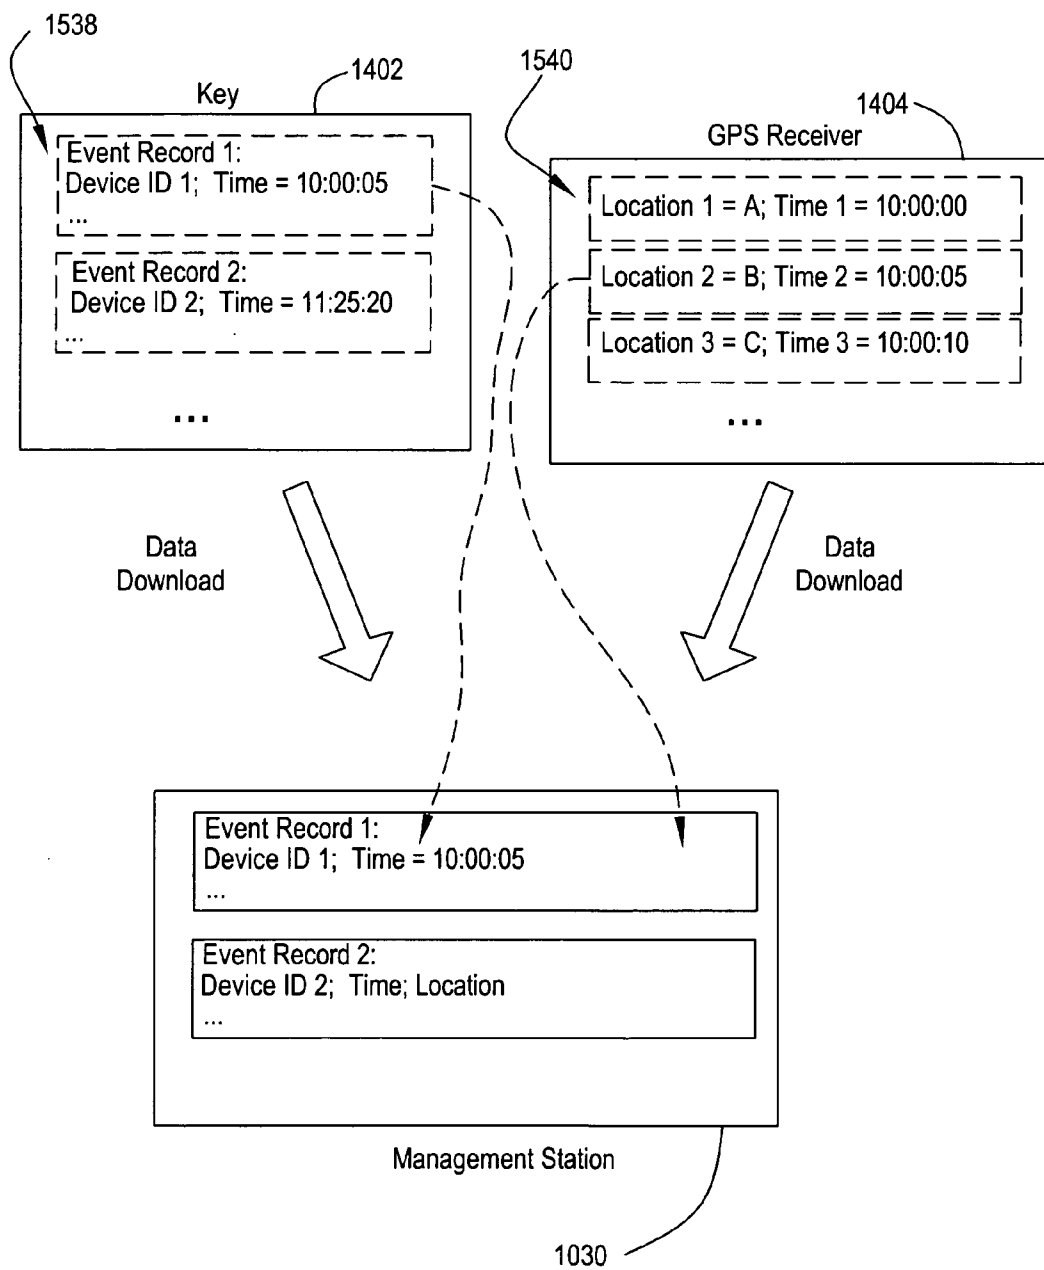 1538
1402
Key
Event Record 1:
Device ID 1; Time = 10:00:05
...
Event Record 2:
Device ID 2; Time = 11:25:20
...
...
1540
1404
GPS Receiver
Location 1 = A; Time 1 = 10:00:00
Location 2 = B; Time 2 = 10:00:05
Location 3 = C; Time 3 = 10:00:10
...
Data
Download
Data
Download
Event Record 1:
Device ID 1; Time = 10:00:05
...
Event Record 2:
Device ID 2; Time; Location
...
Management Station
1030